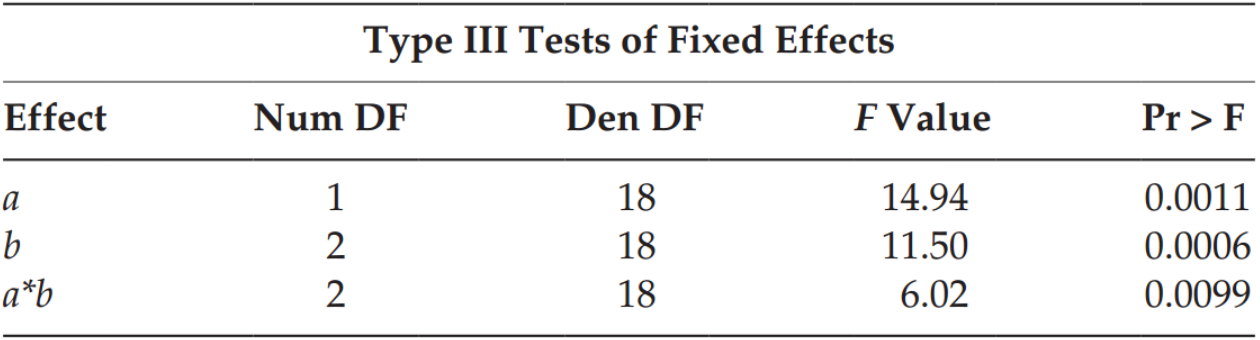 Type III Tests of Fixed Effects
Effect Num DF Den DF F Value Pr > F
a 1 18 14.94 0.0011
b 2 18 11.50 0.0006
a*b 2 18 6.02 0.0099